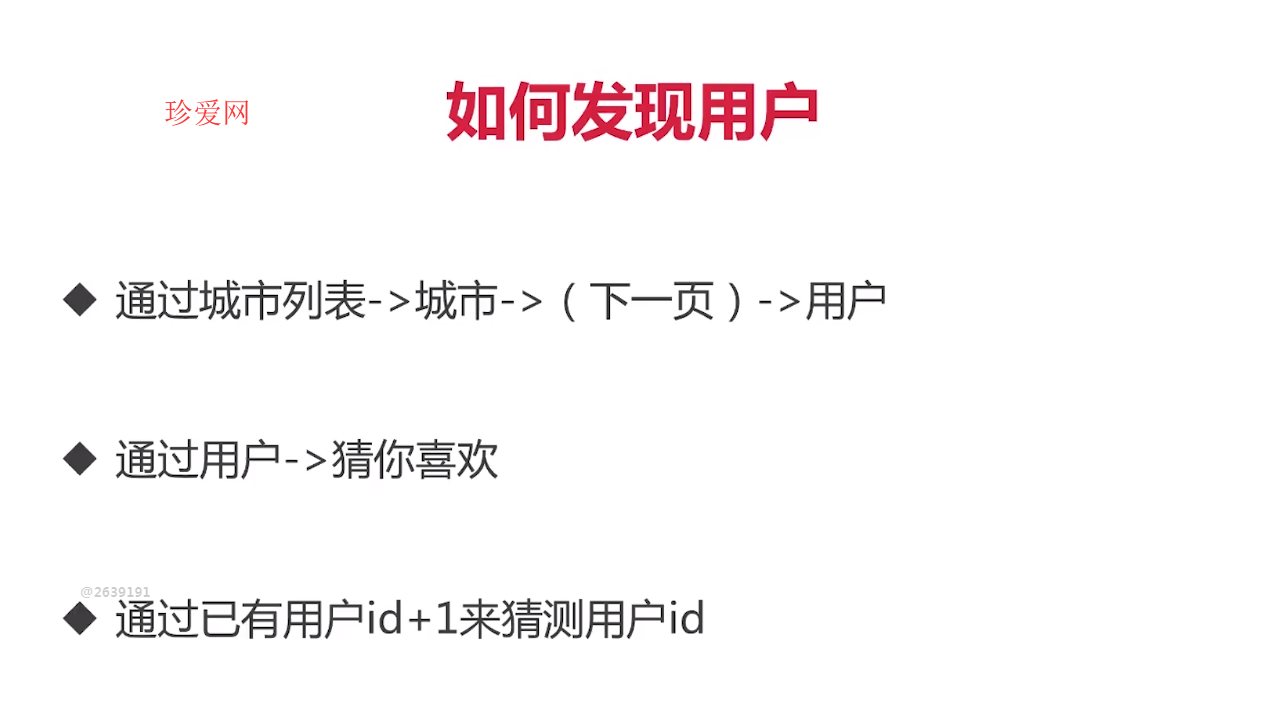 珍爱网
如何发现用户
◆ 通过城市列表->城市->（下一页）->用户
◆ 通过用户->猜你喜欢
@2639191
◆ 通过已有用户id+1来猜测用户id